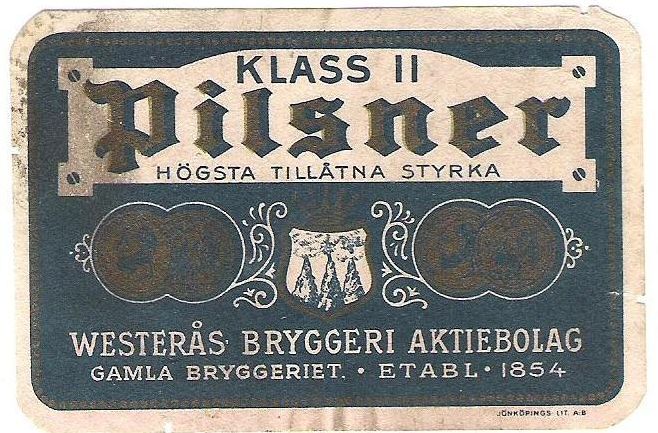 KLASS II
Pilsner
HÖGSTA TILLÅTNA STYRKA
WESTERÅS BRYGGERI AKTIEBOLAG
GAMLA BRYGGERIET. • ETABL • 1854
JÖNKÖPINGS LIT. A.B